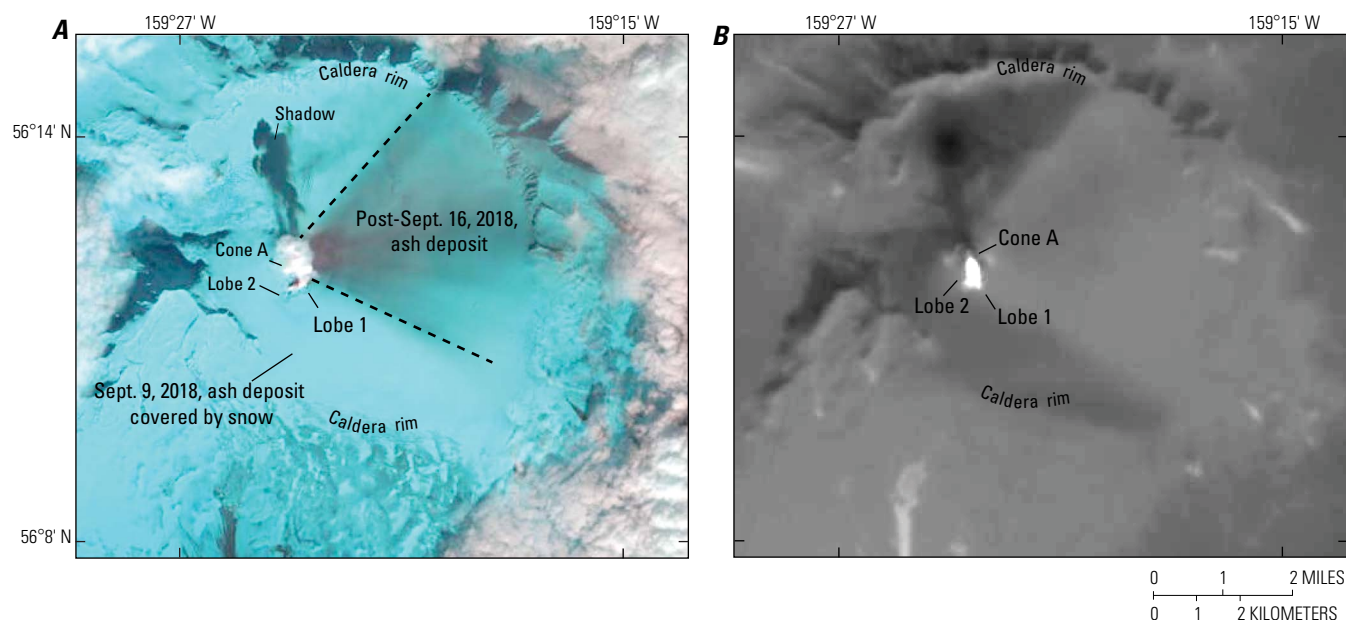 159°27' W
159°15' W
A
Caldera rim
Shadow
56°14' N
Post-Sept. 16, 2018,
ash deposit
Cone A
Lobe 2
Lobe 1
Sept. 9, 2018, ash deposit
covered by snow
Caldera rim
56°8' N
159°27' W
159°15' W
B
Caldera rim
Cone A
Lobe 2
Lobe 1
Caldera rim
0 1 2 MILES
0 1 2 KILOMETERS